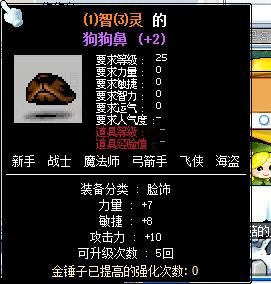 (1)智(3)灵 的
狗狗鼻 (+2)
要求等级： 25
要求力量： 0
要求敏捷： 0
要求智力： 0
要求运气： 0
要求人气度： -
道具等级： -
道具经验值： -
新手 战士 魔法师 弓箭手 飞侠 海盗
装备分类 : 脸饰
力量 : +7
敏捷 : +8
攻击力 : +10
可升级次数 : 5回
金锤子已提高的强化次数: 0